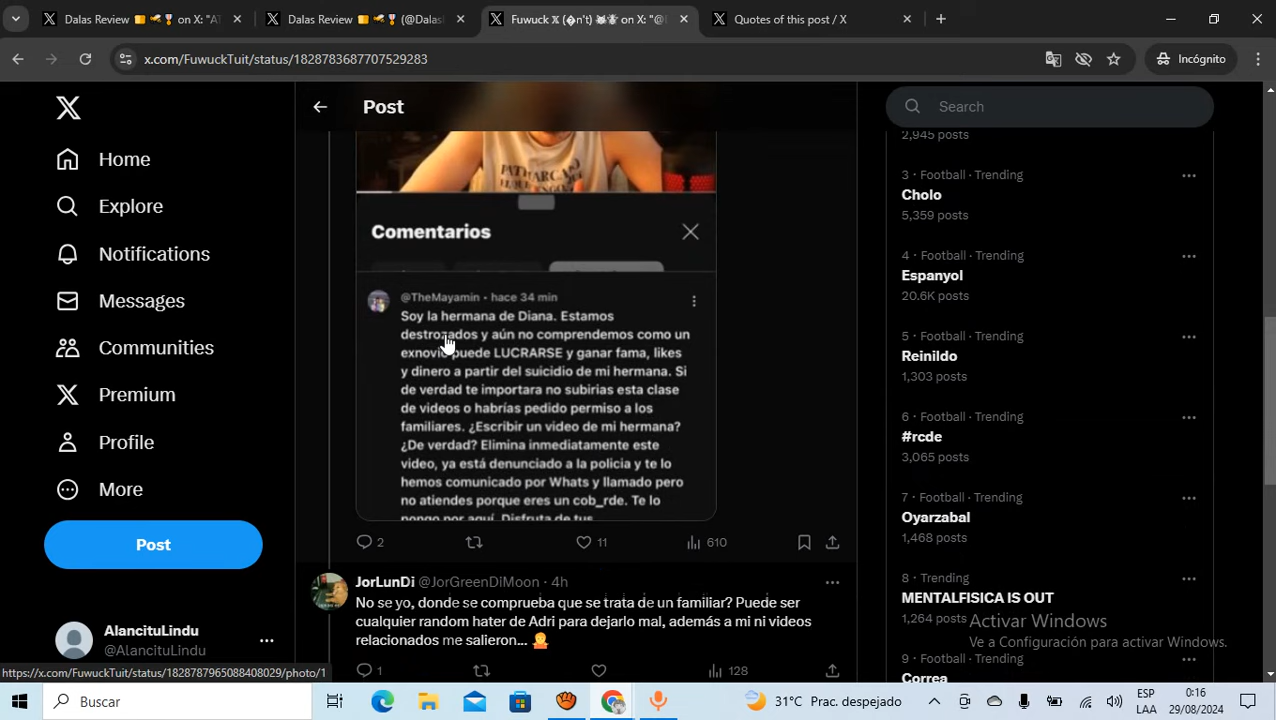 Dalas Review
on X: "AT
Dalas Review
(@Dalas
Fuwuck
(�n't)
on X: "@
Quotes of this post / X
x.com/FuwuckTuit/status/1828783687707529283
Incógnito
Home
Explore
Notifications
Messages
Communities
Premium
Profile
More
Post
AlancituLindu
@AlancituLindu
https://x.com/FuwuckTuit/status/1828787965088408029/photo/1
Post
Comentarios
@TheMayamin • hace 34 min
Soy la hermana de Diana. Estamos
destrozados y aún no comprendemos como un
exnovio puede LUCRARSE y ganar fama, likes
y dinero a partir del suicidio de mi hermana. Si
de verdad te importara no subirias esta clase
de videos o habrías pedido permiso a los
familiares. ¿Escribir un video de mi hermana?
¿De verdad? Elimina inmediatamente este
video, ya está denunciado a la policia y te lo
hemos comunicado por Whats y llamado pero
no atiendes porque eres un cob_rde. Te lo
pongo por aquí. Disfruta de tus
2
11
610
JorLunDi @JorGreenDiMoon · 4h
No se yo, donde se comprueba que se trata de un familiar? Puede ser
cualquier random hater de Adri para dejarlo mal, además a mi ni videos
relacionados me salieron...
1
128
Search
2,945 posts
3 · Football · Trending
Cholo
5,359 posts
4 · Football · Trending
Espanyol
20.6K posts
5 · Football · Trending
Reinildo
1,303 posts
6 · Football · Trending
#rcde
3,065 posts
7 · Football · Trending
Oyarzabal
1,468 posts
8 · Trending
MENTALFISICA IS OUT
1,264 posts
9 · Football · Trending
Correa
Activar Windows
Ve a Configuración para activar Windows.
Buscar
31°C Prac. despejado
ESP
LAA
0:16
29/08/2024